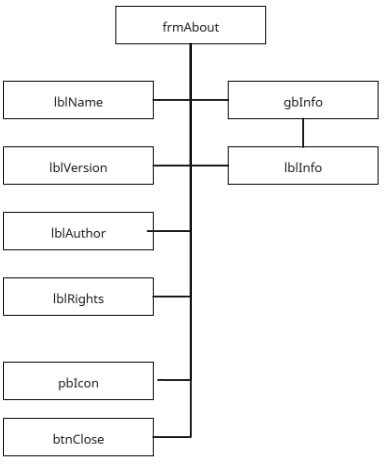 frmAbout
lblName
gbInfo
lblVersion
lblInfo
lblAuthor
lblRights
pbIcon
btnClose